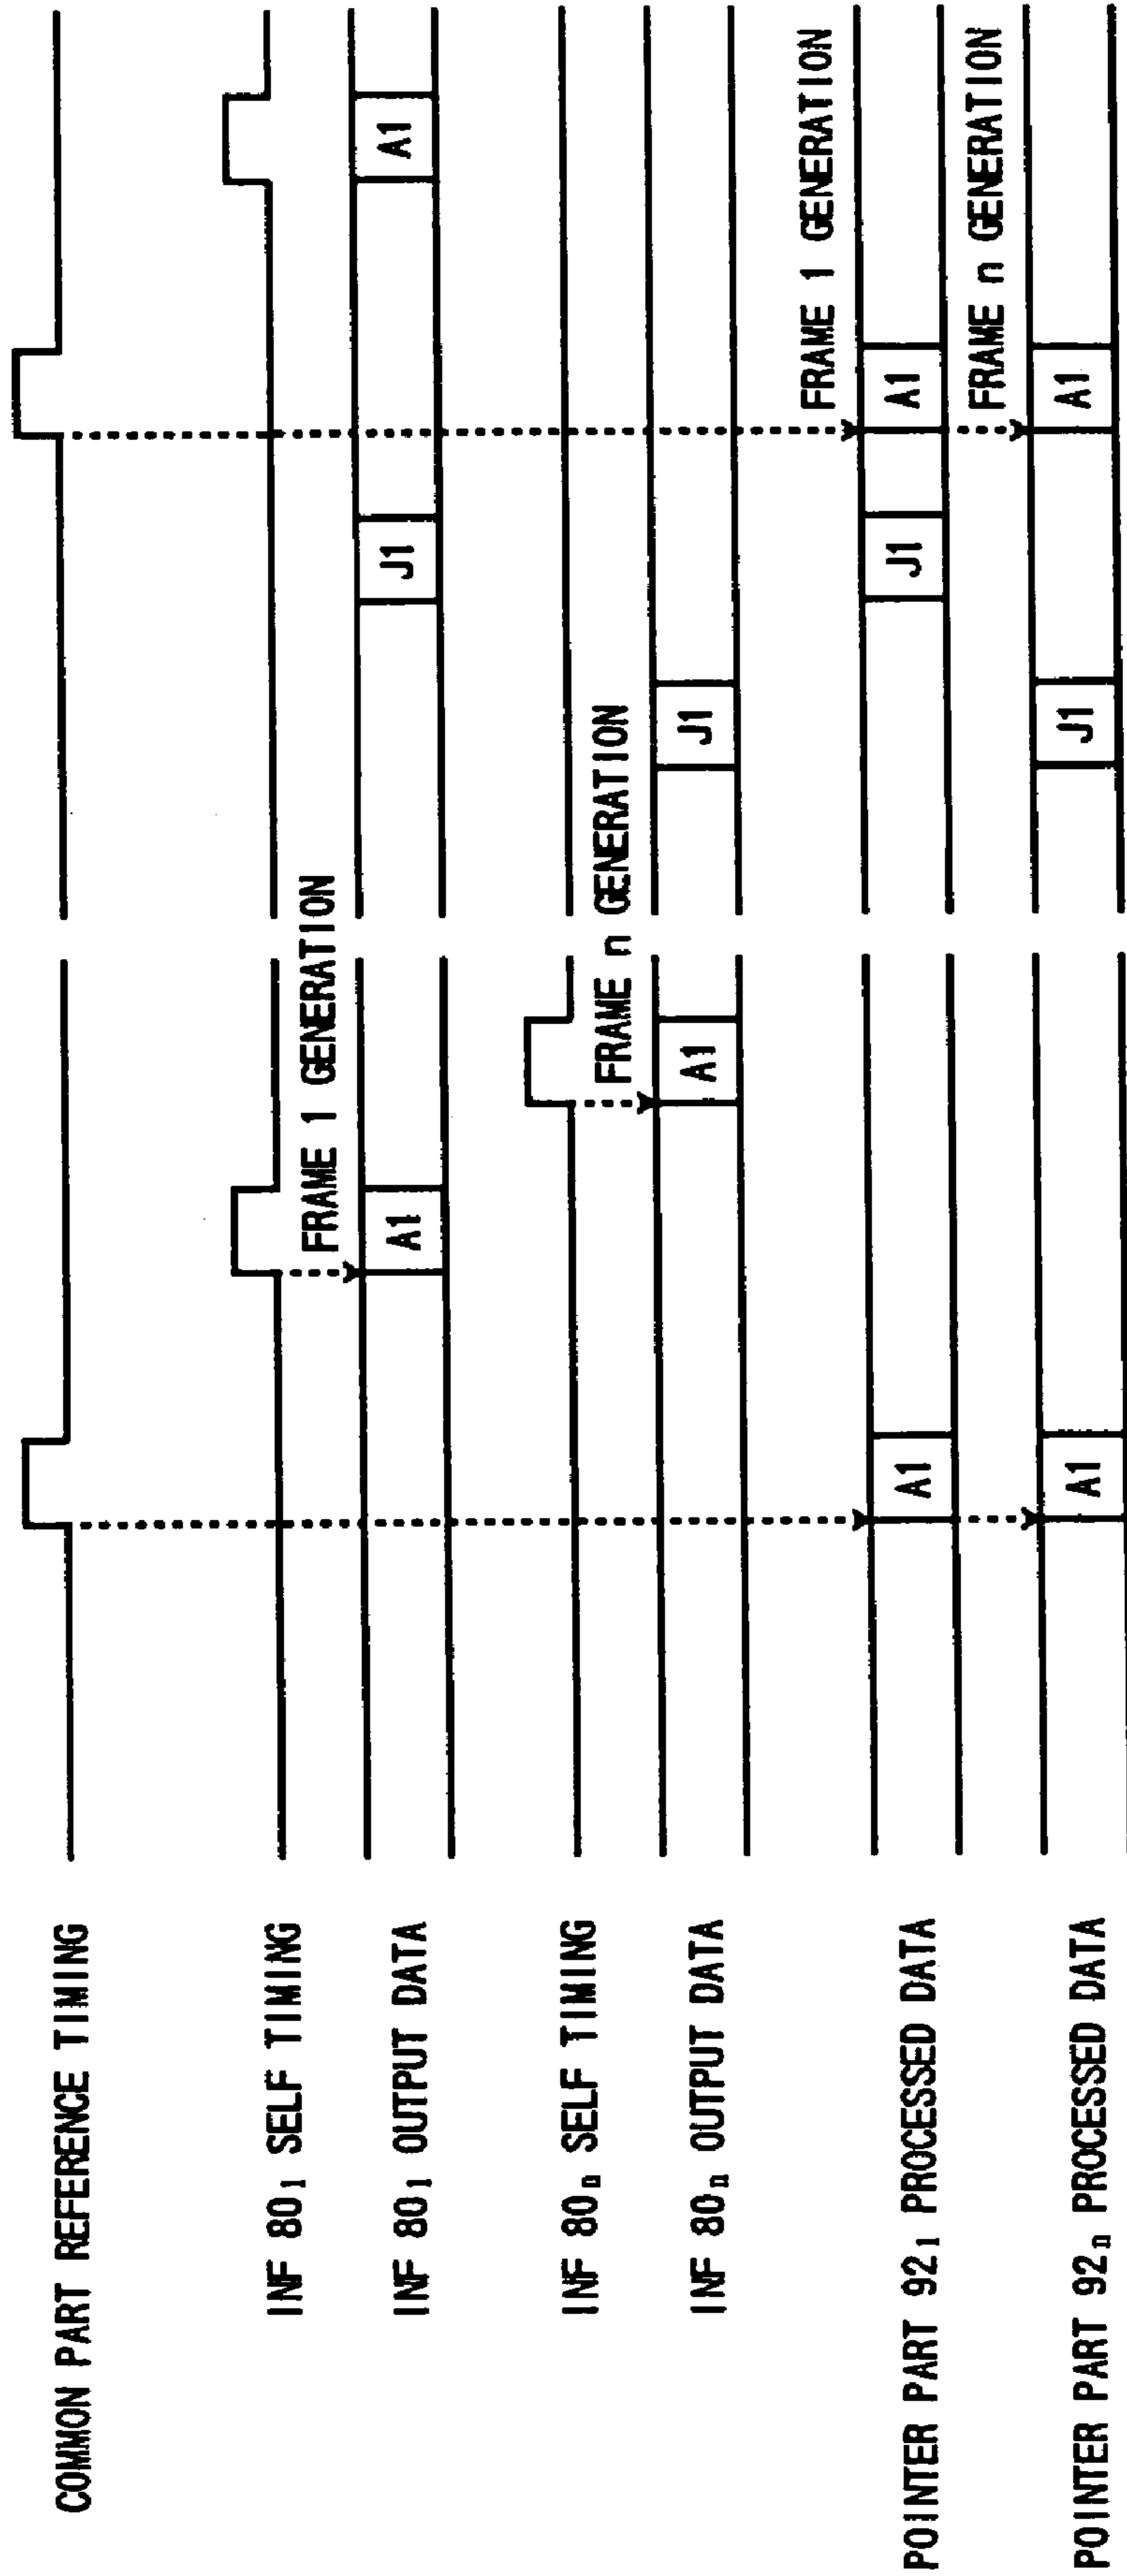 COMMON PART REFERENCE TIMING
INF 80₁ SELF TIMING
FRAME 1 GENERATION
INF 80₁ OUTPUT DATA
A1
J1
A1
INF 80ₙ SELF TIMING
FRAME n GENERATION
INF 80ₙ OUTPUT DATA
A1
J1
FRAME 1 GENERATION
POINTER PART 92₁ PROCESSED DATA
A1
J1
A1
FRAME n GENERATION
POINTER PART 92ₙ PROCESSED DATA
A1
J1
A1